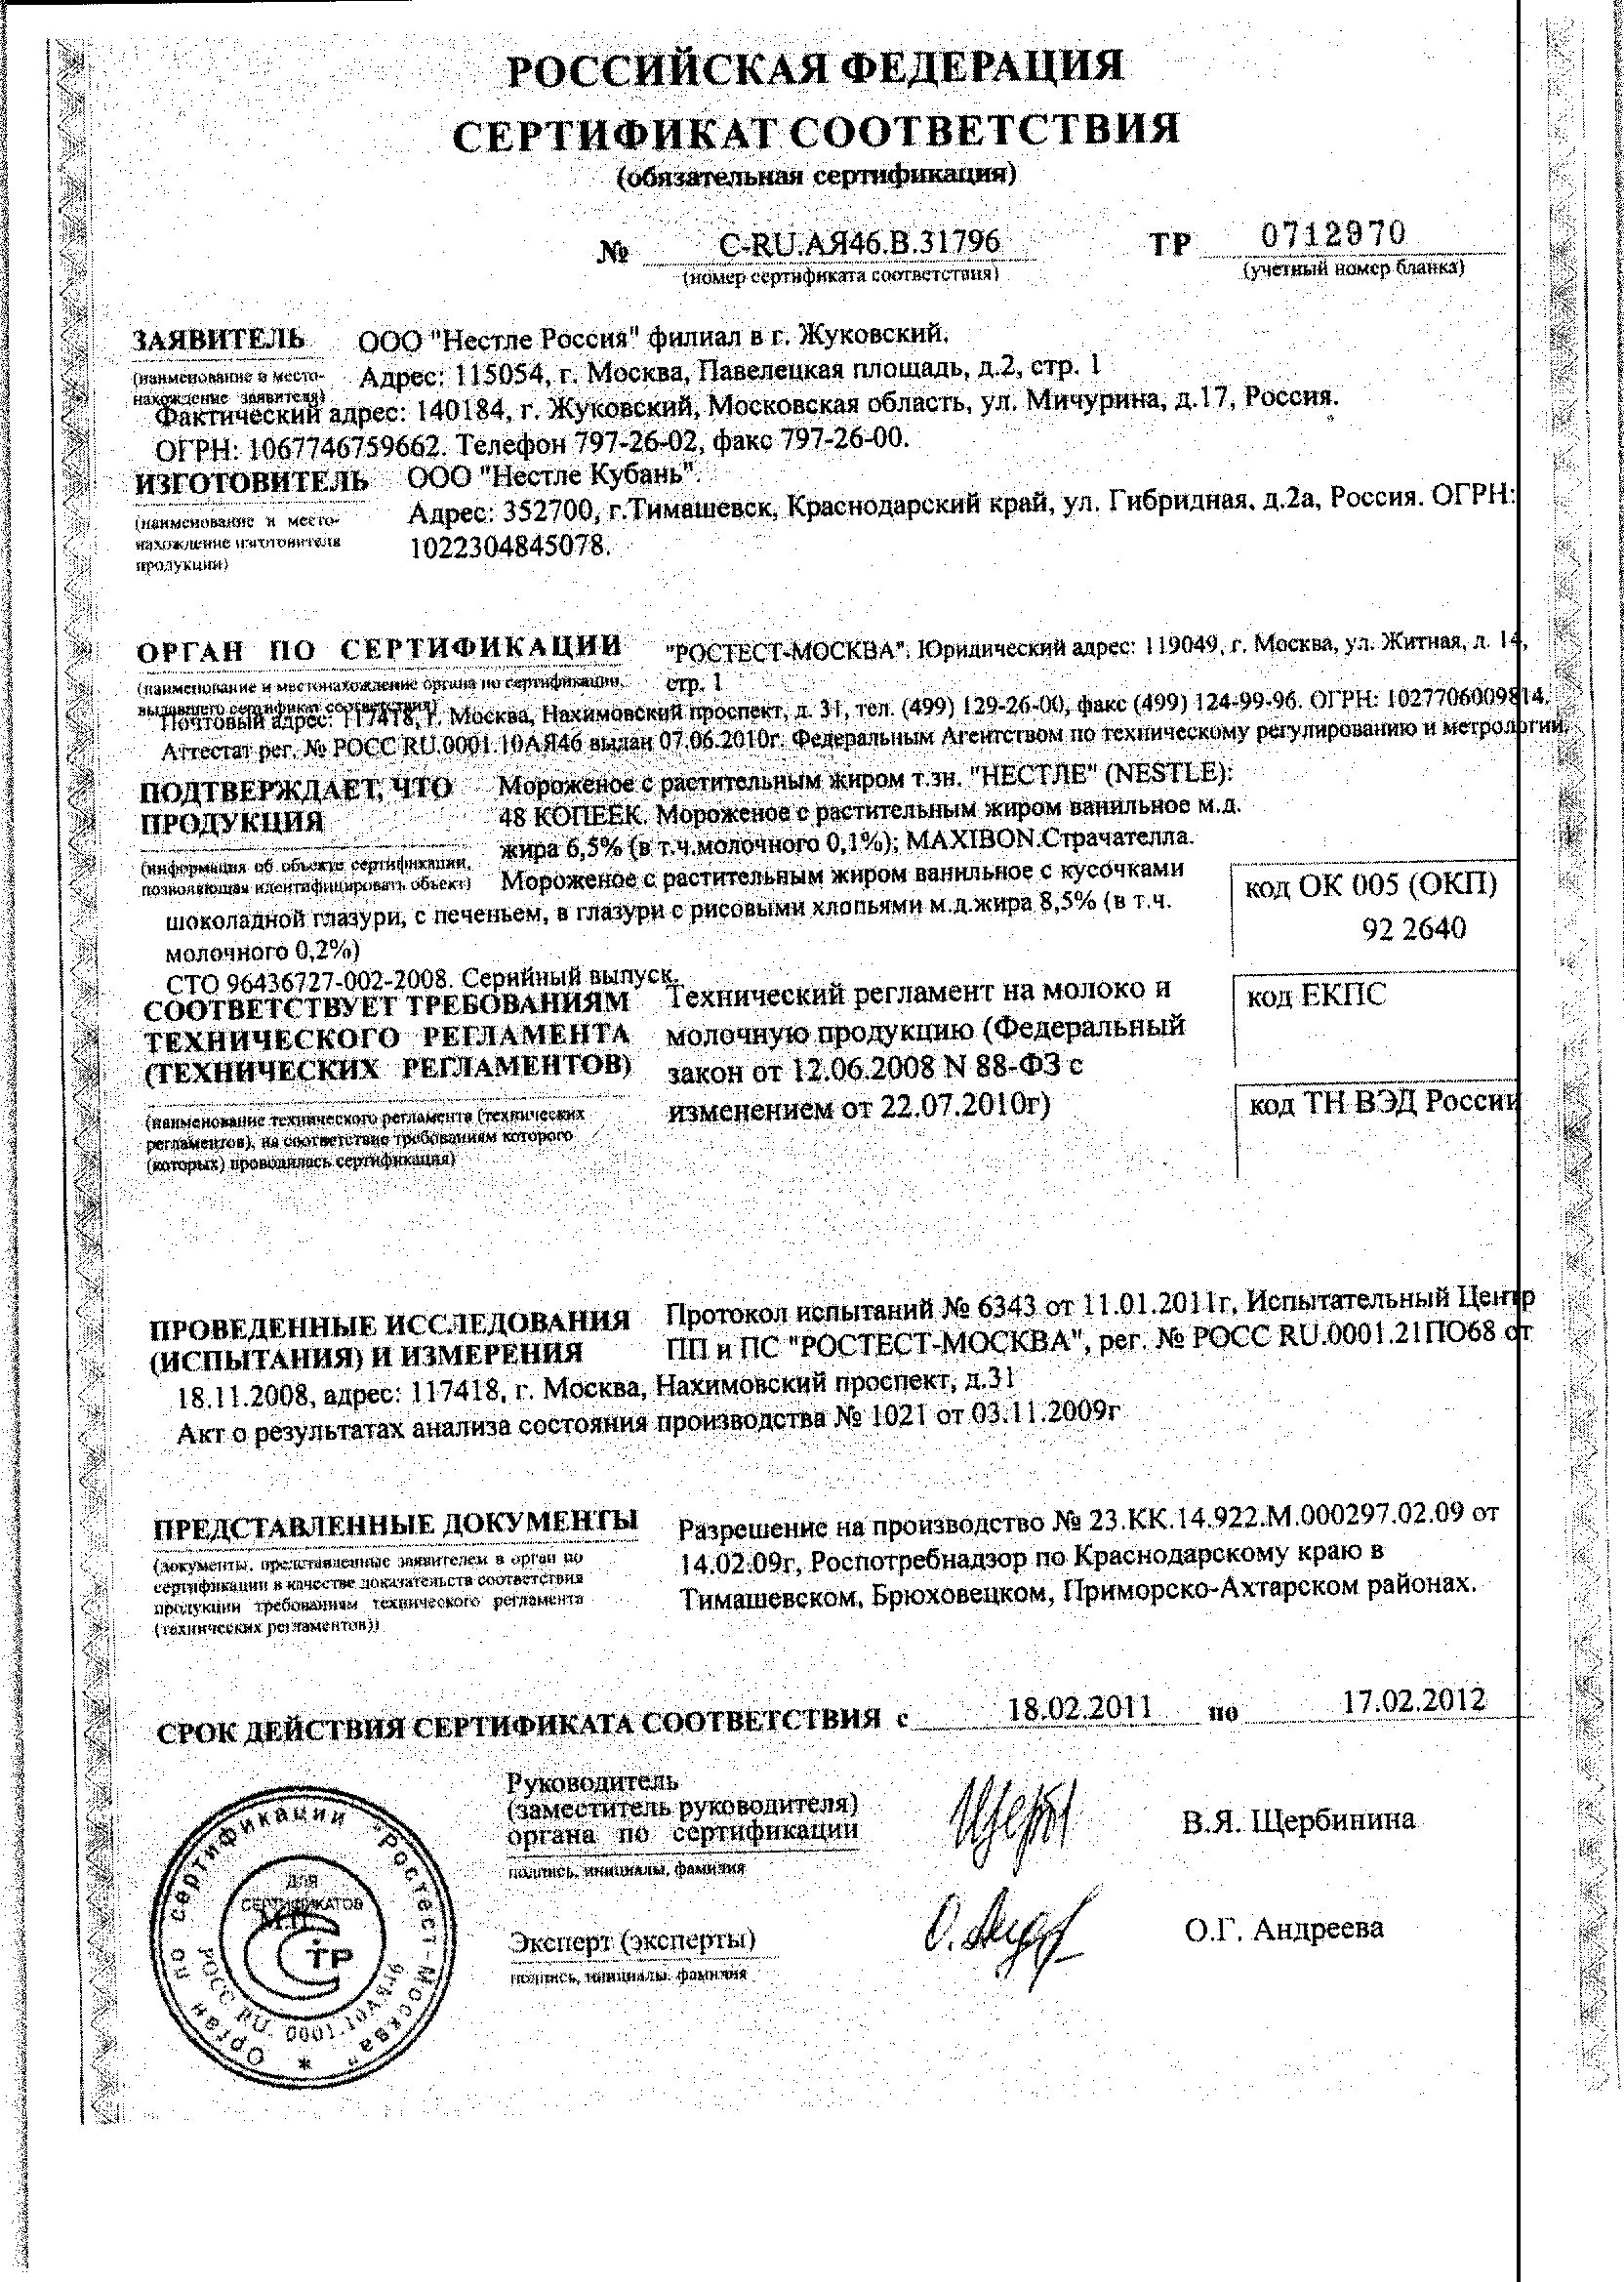 РОССИЙСКАЯ ФЕДЕРАЦИЯ
СЕРТИФИКАТ СООТВЕТСТВИЯ
(обязательная сертификация)
№ C-RU.АЯ46.В.31796
(номер сертификата соответствия)
ТР 0712970
(учетный номер бланка)
ЗАЯВИТЕЛЬ ООО "Нестле Россия" филиал в г. Жуковский.
(наименование и место-
нахождение заявителя)
Адрес: 115054, г. Москва, Павелецкая площадь, д.2, стр. 1
Фактический адрес: 140184, г. Жуковский, Московская область, ул. Мичурина, д.17, Россия.
ОГРН: 1067746759662. Телефон 797-26-02, факс 797-26-00.
ИЗГОТОВИТЕЛЬ ООО "Нестле Кубань".
(наименование и место-
нахождение изготовителя
продукции)
Адрес: 352700, г.Тимашевск, Краснодарский край, ул. Гибридная, д.2а, Россия. ОГРН:
1022304845078.
ОРГАН ПО СЕРТИФИКАЦИИ "РОСТЕСТ-МОСКВА". Юридический адрес: 119049, г. Москва, ул. Житная, д. 14,
стр. 1
(наименование и местонахождение органа по сертификации,
выдавшего сертификат соответствия)
Почтовый адрес: 117418, г. Москва, Нахимовский проспект, д. 31, тел. (499) 129-26-00, факс (499) 124-99-96. ОГРН: 1027706009814.
Аттестат рег. № РОСС RU.0001.10АЯ46 выдан 07.06.2010г. Федеральным Агентством по техническому регулированию и метрологии.
ПОДТВЕРЖДАЕТ, ЧТО
ПРОДУКЦИЯ
(информация об объекте сертификации,
позволяющая идентифицировать объект)
Мороженое с растительным жиром т.зн. "НЕСТЛЕ" (NESTLE):
48 КОПЕЕК. Мороженое с растительным жиром ванильное м.д.
жира 6,5% (в т.ч.молочного 0,1%); MAXIBON.Страчателла.
Мороженое с растительным жиром ванильное с кусочками
шоколадной глазури, с печеньем, в глазури с рисовыми хлопьями м.д.жира 8,5% (в т.ч.
молочного 0,2%)
СТО 96436727-002-2008. Серийный выпуск.
код ОК 005 (ОКП)
92 2640
код ЕКПС
код ТН ВЭД России
СООТВЕТСТВУЕТ ТРЕБОВАНИЯМ
ТЕХНИЧЕСКОГО РЕГЛАМЕНТА
(ТЕХНИЧЕСКИХ РЕГЛАМЕНТОВ)
(наименование технического регламента (технических
регламентов), на соответствие требованиям которого
(которых) проводилась сертификация)
Технический регламент на молоко и
молочную продукцию (Федеральный
закон от 12.06.2008 N 88-ФЗ с
изменением от 22.07.2010г)
ПРОВЕДЕННЫЕ ИССЛЕДОВАНИЯ
(ИСПЫТАНИЯ) И ИЗМЕРЕНИЯ
Протокол испытаний № 6343 от 11.01.2011г, Испытательный Центр
ПП и ПС "РОСТЕСТ-МОСКВА", рег. № РОСС RU.0001.21ПО68 от
18.11.2008, адрес: 117418, г. Москва, Нахимовский проспект, д.31
Акт о результатах анализа состояния производства № 1021 от 03.11.2009г
ПРЕДСТАВЛЕННЫЕ ДОКУМЕНТЫ
(документы, представленные заявителем в орган по
сертификации в качестве доказательств соответствия
продукции требованиям технического регламента
(технических регламентов))
Разрешение на производство № 23.КК.14.922.М.000297.02.09 от
14.02.09г, Роспотребнадзор по Краснодарскому краю в
Тимашевском, Брюховецком, Приморско-Ахтарском районах.
СРОК ДЕЙСТВИЯ СЕРТИФИКАТА СООТВЕТСТВИЯ с 18.02.2011 по 17.02.2012
Руководитель
(заместитель руководителя)
органа по сертификации
подпись, инициалы, фамилия
В.Я. Щербинина
Эксперт (эксперты)
подпись, инициалы, фамилия
О.Г. Андреева
Орган по сертификации "Ростест-Москва"
РОСС RU. 0001.10АЯ46
ДЛЯ
СЕРТИФИКАТОВ
М.П.
ТР